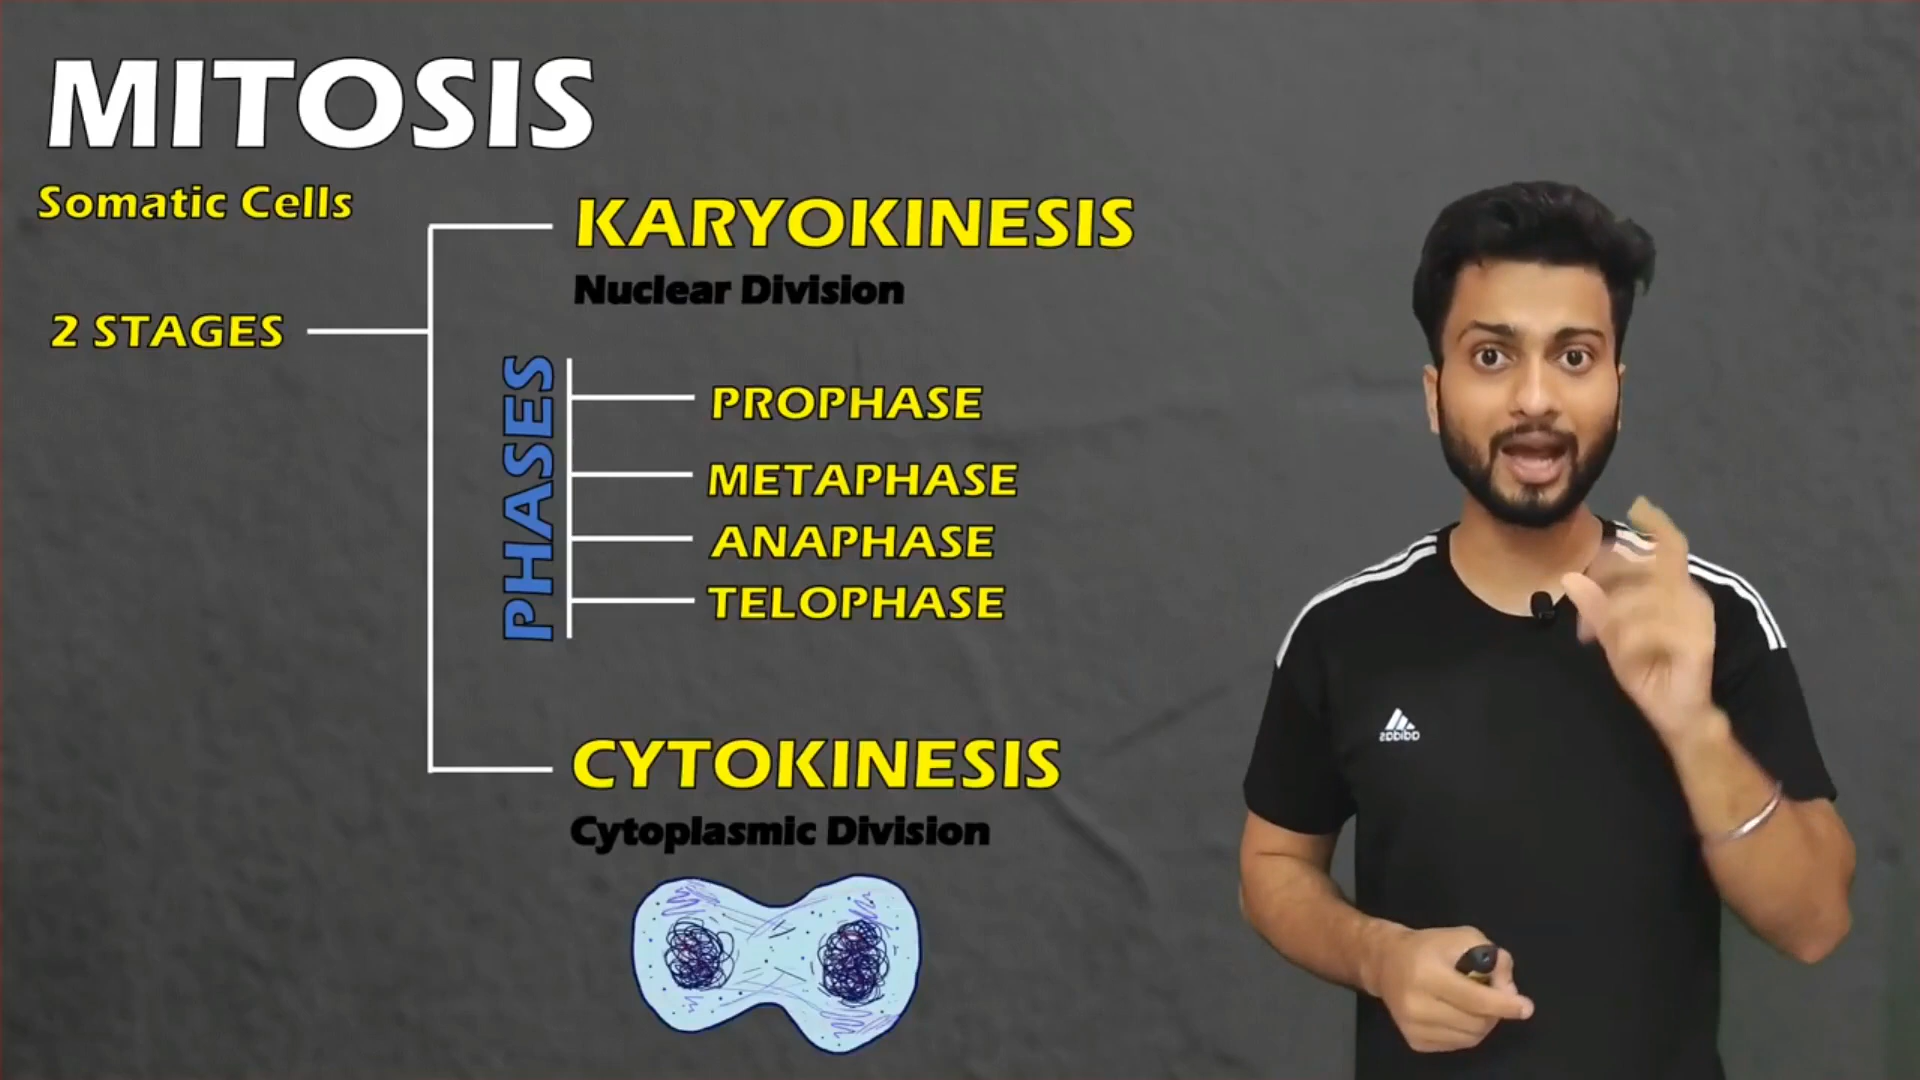 MITOSIS
Somatic Cells
2 STAGES
KARYOKINESIS
Nuclear Division
PHASES
PROPHASE
METAPHASE
ANAPHASE
TELOPHASE
CYTOKINESIS
Cytoplasmic Division
adidas